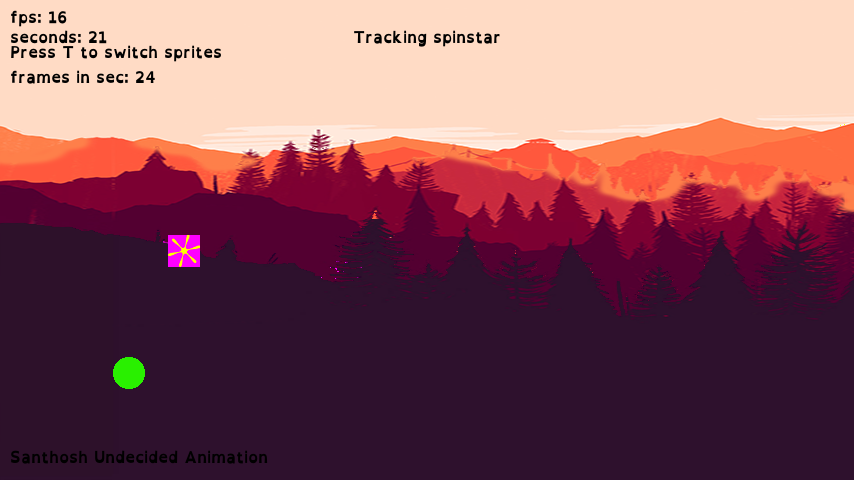 fps: 16
seconds: 21
Press T to switch sprites
frames in sec: 24
Tracking spinstar
Santhosh Undecided Animation